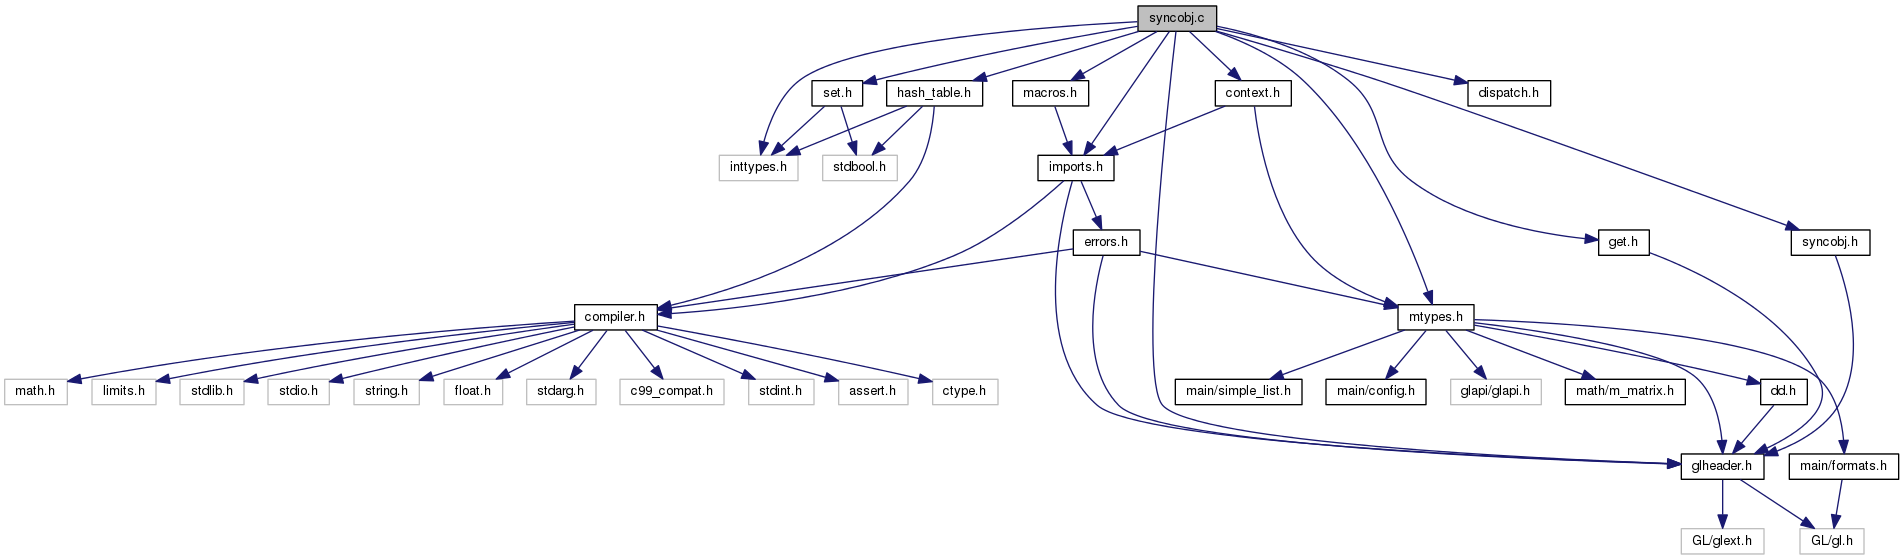 syncobj.c
set.h
hash_table.h
macros.h
context.h
dispatch.h
inttypes.h
stdbool.h
imports.h
errors.h
get.h
syncobj.h
compiler.h
mtypes.h
math.h
limits.h
stdlib.h
stdio.h
string.h
float.h
stdarg.h
c99_compat.h
stdint.h
assert.h
ctype.h
main/simple_list.h
main/config.h
glapi/glapi.h
math/m_matrix.h
dd.h
glheader.h
main/formats.h
GL/glext.h
GL/gl.h